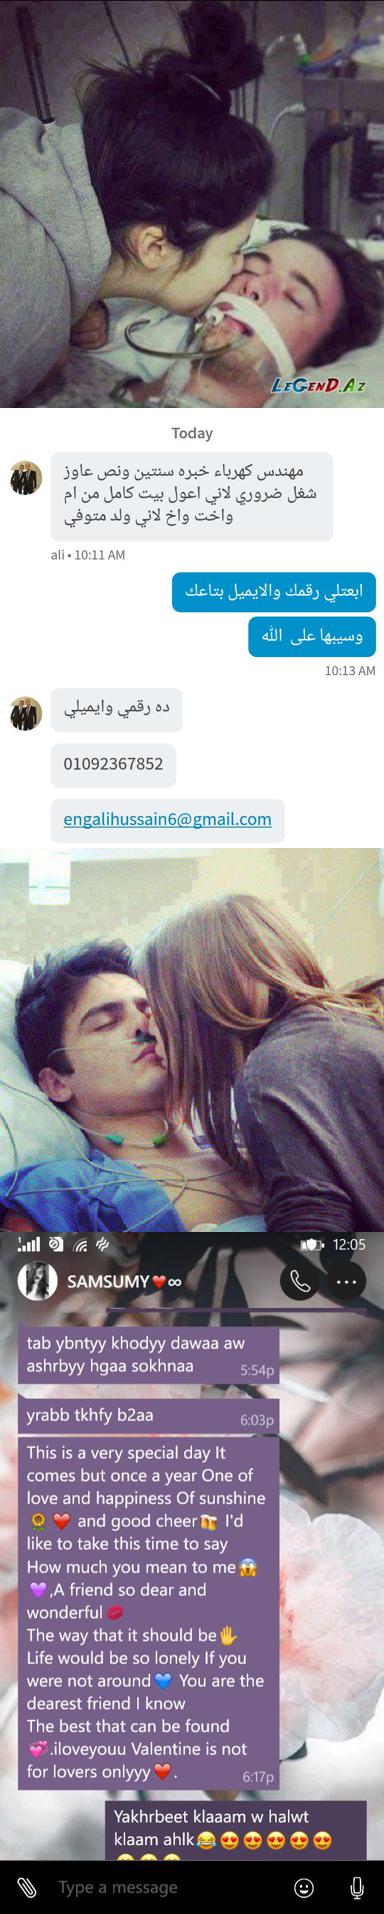 LeGenD.Az
Today
مهندس كهرباء خبره سنتين ونص عاوز
شغل ضروري لاني اعول بيت كامل من ام
واخت واخ لاني ولد متوفي
ali • 10:11 AM
ابعتلي رقمك والايميل بتاعك
وسيبها على الله
10:13 AM
ده رقمي وايميلي
01092367852
engalihussain6@gmail.com
12:05
SAMSUMY❤️∞
tab ybntyy khodyy dawaa aw
ashrbyy hgaa sokhnaa
5:54p
yrabb tkhfy b2aa
6:03p
This is a very special day It
comes but once a year One of
love and happiness Of sunshine
🌻❤️ and good cheer🍻 I'd
like to take this time to say
How much you mean to me😱
💜,A friend so dear and
wonderful💋
The way that it should be✋
Life would be so lonely If you
were not around💙 You are the
dearest friend I know
The best that can be found
💞.iloveyouu Valentine is not
for lovers onlyyy❤️.
6:17p
Yakhrbeet klaaam w halwt
klaam ahlk😂😍😍😍😍😍
Type a message